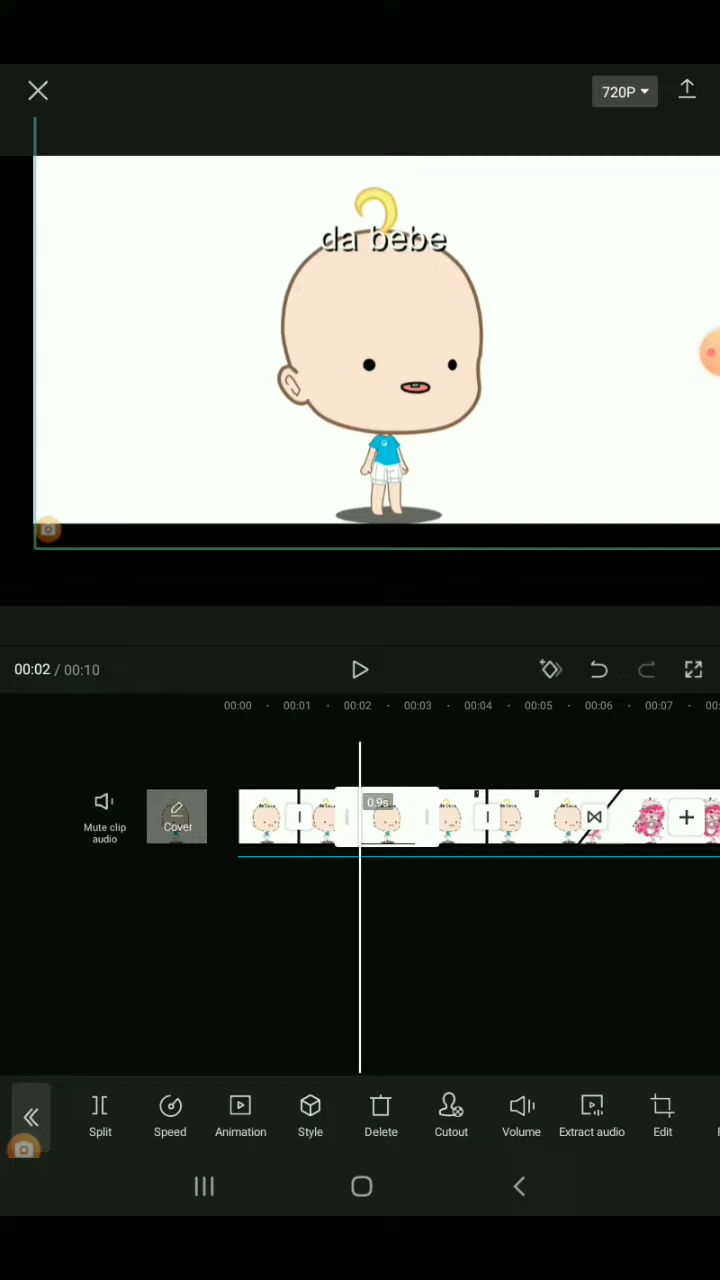 720P
da bebe
00:02 / 00:10
00:00 00:01 00:02 00:03 00:04 00:05 00:06 00:07
0.9s
Mute clip
audio
Cover
Split Speed Animation Style Delete Cutout Volume Extract audio Edit